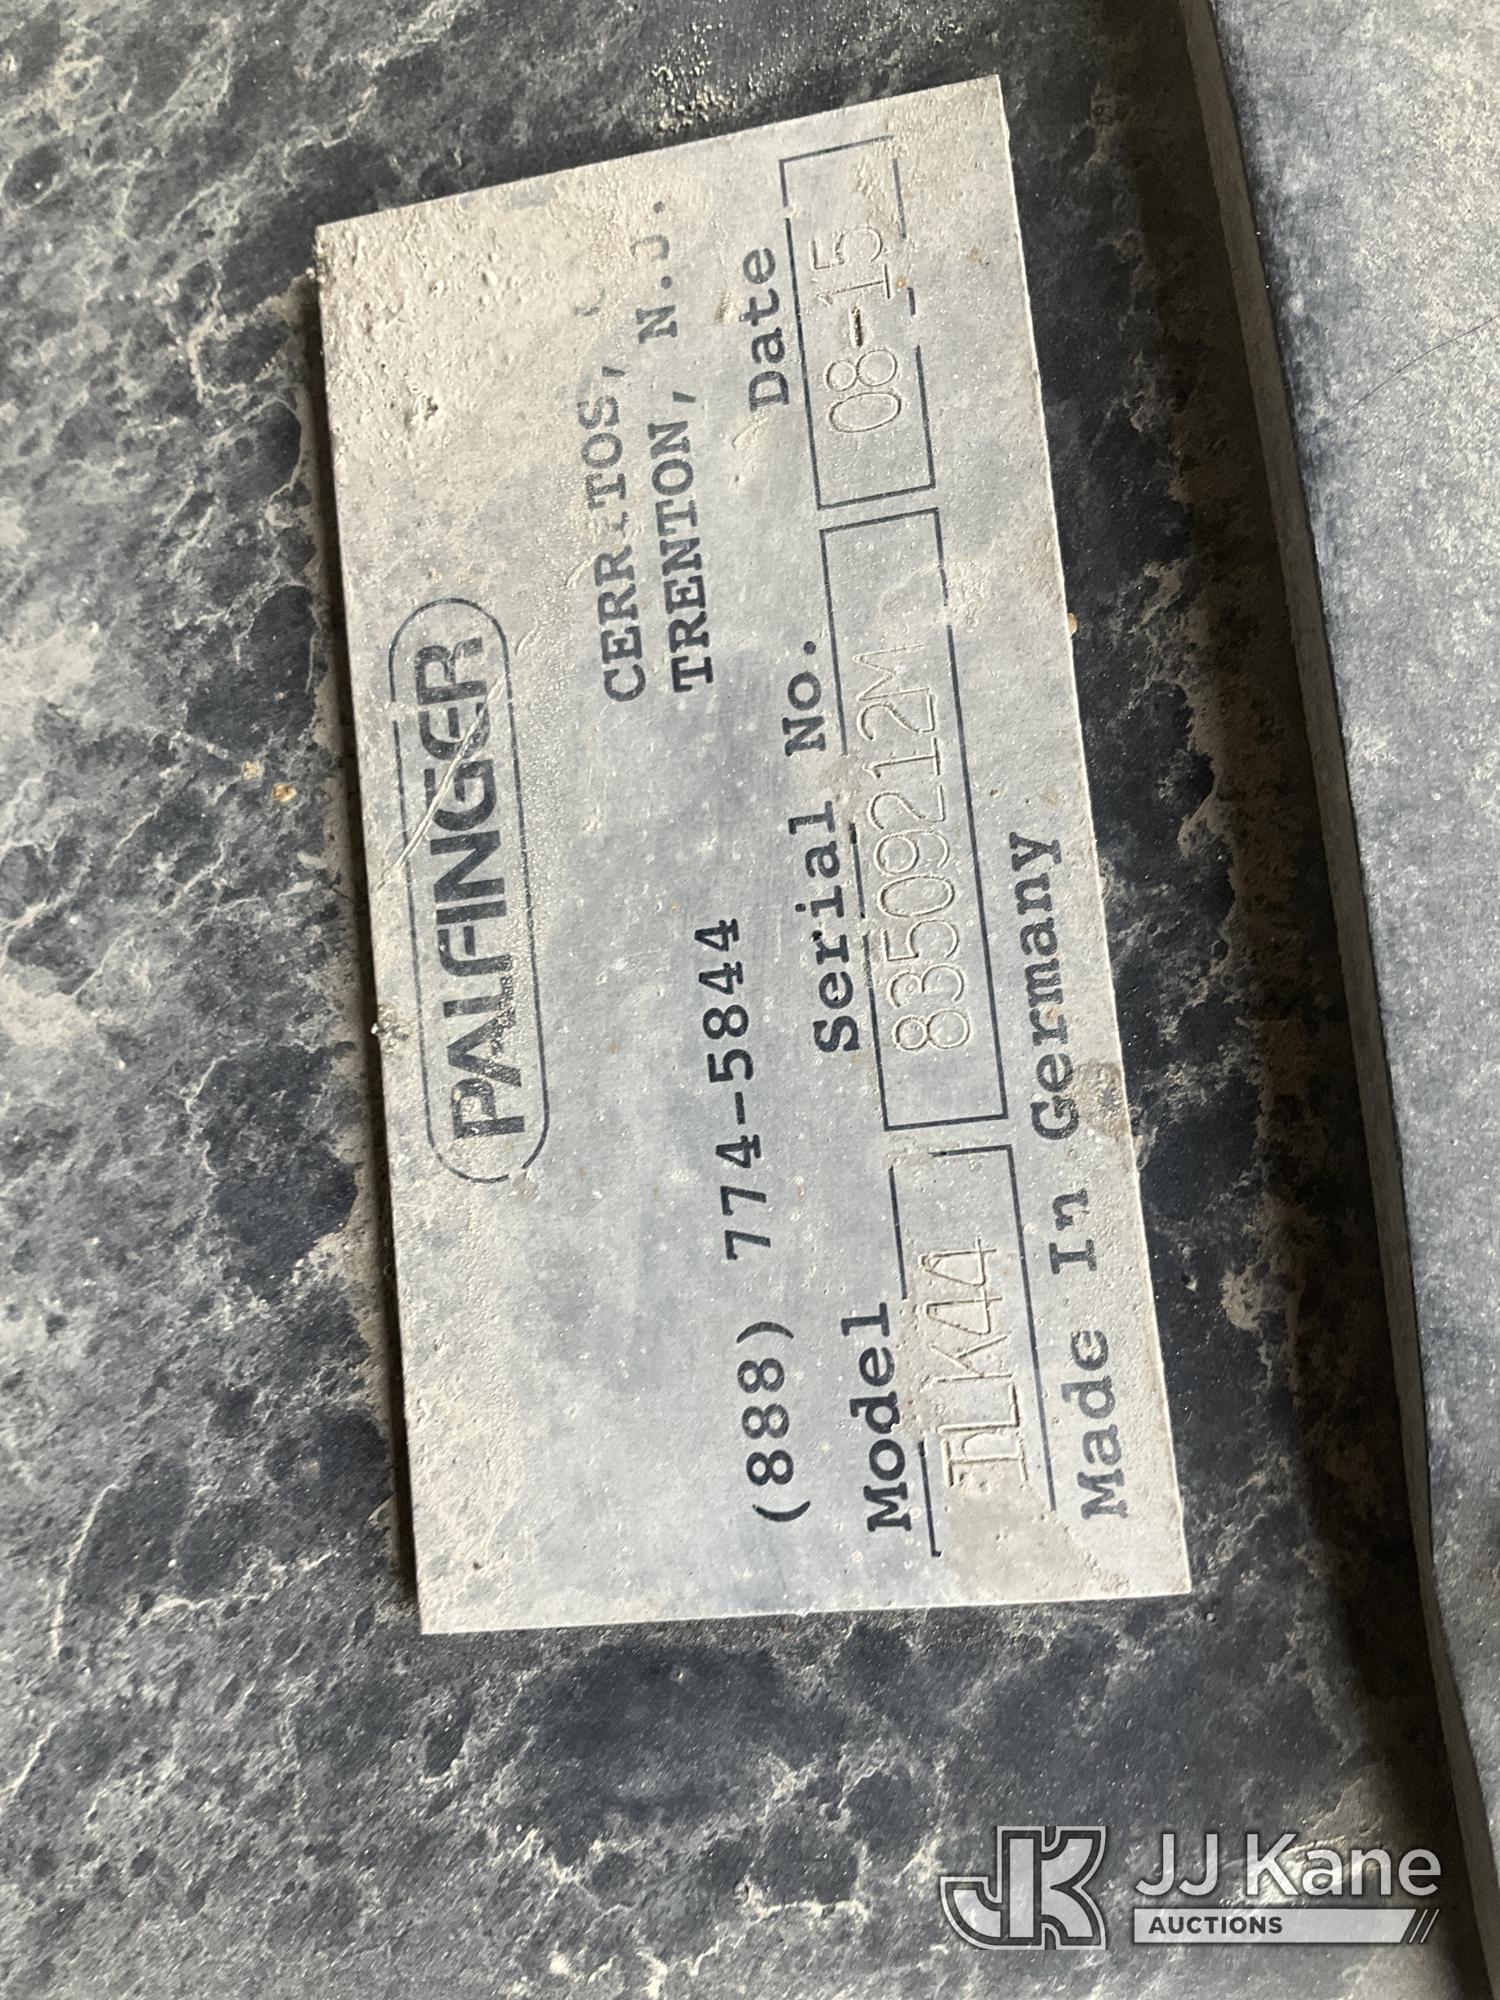 PALFINGER
CERRITOS,
(888) 774-5844 TRENTON, N.J.
Model Serial No. Date
ILK44 83509212M 08-15
Made In Germany
JJ Kane
AUCTIONS